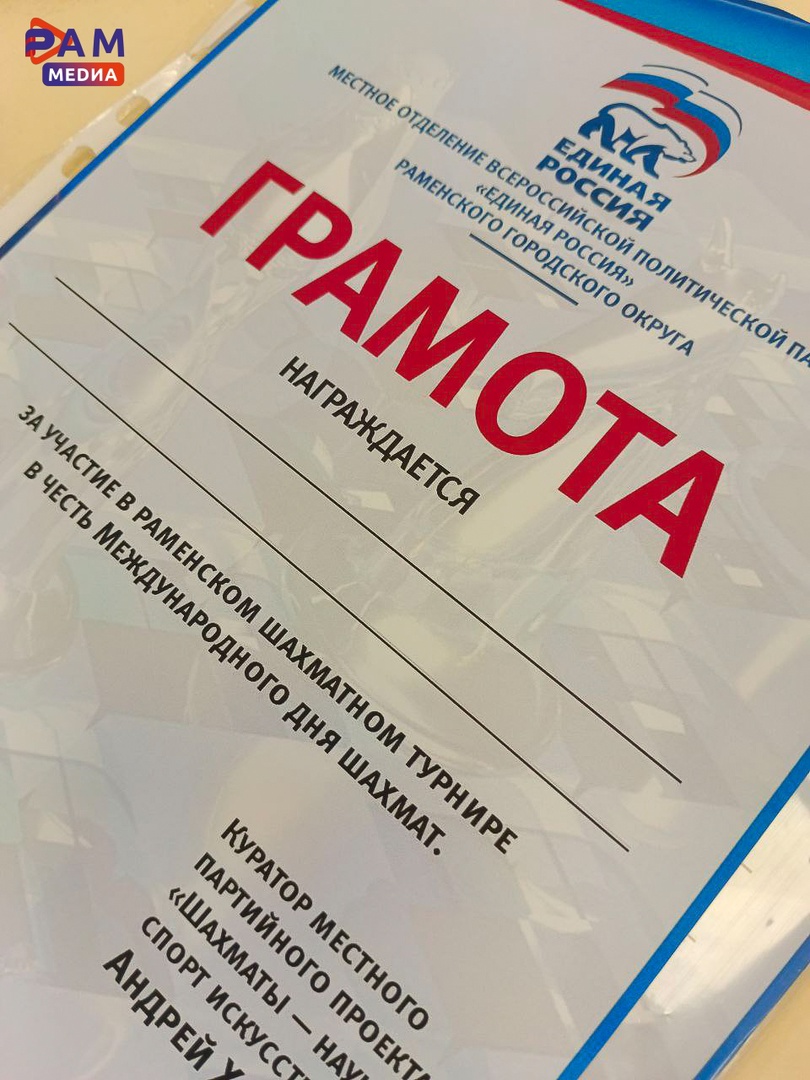 РАМ
МЕДИА
ЕДИНАЯ
РОССИЯ
МЕСТНОЕ ОТДЕЛЕНИЕ ВСЕРОССИЙСКОЙ ПОЛИТИЧЕСКОЙ ПА
«ЕДИНАЯ РОССИЯ»
РАМЕНСКОГО ГОРОДСКОГО ОКРУГА
ГРАМОТА
НАГРАЖДАЕТСЯ
ЗА УЧАСТИЕ В РАМЕНСКОМ ШАХМАТНОМ ТУРНИРЕ
В ЧЕСТЬ МЕЖДУНАРОДНОГО ДНЯ ШАХМАТ.
КУРАТОР МЕСТНОГО
ПАРТИЙНОГО ПРОЕКТА
«ШАХМАТЫ — НАУ
СПОРТ ИСКУССТ
АНДРЕЙ У